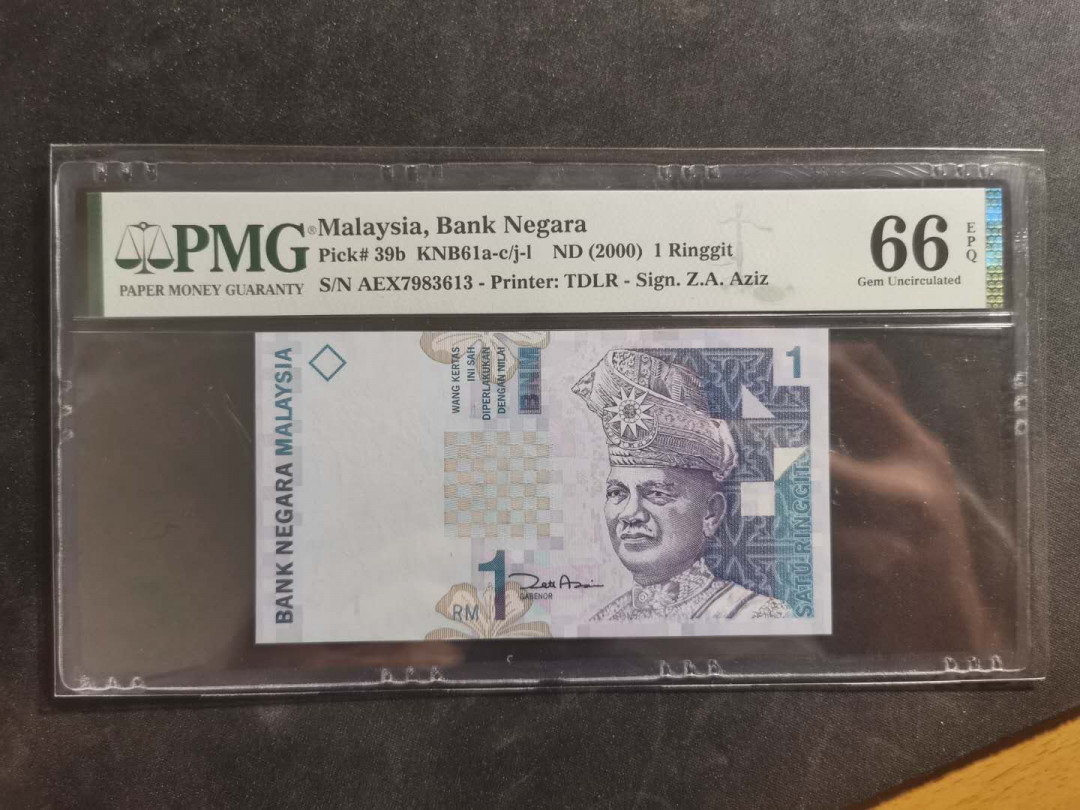 PMG®
PAPER MONEY GUARANTY
Malaysia, Bank Negara
Pick# 39b KNB61a-c/j-l ND (2000) 1 Ringgit
S/N AEX7983613 - Printer: TDLR - Sign. Z.A. Aziz
66
EPQ
Gem Uncirculated
BANK NEGARA MALAYSIA
WANG KERTAS
INI SAH
DIPERLAKUKAN
DENGAN NILAI
BNM
1
SATU RINGGIT
RM 1
GABENOR